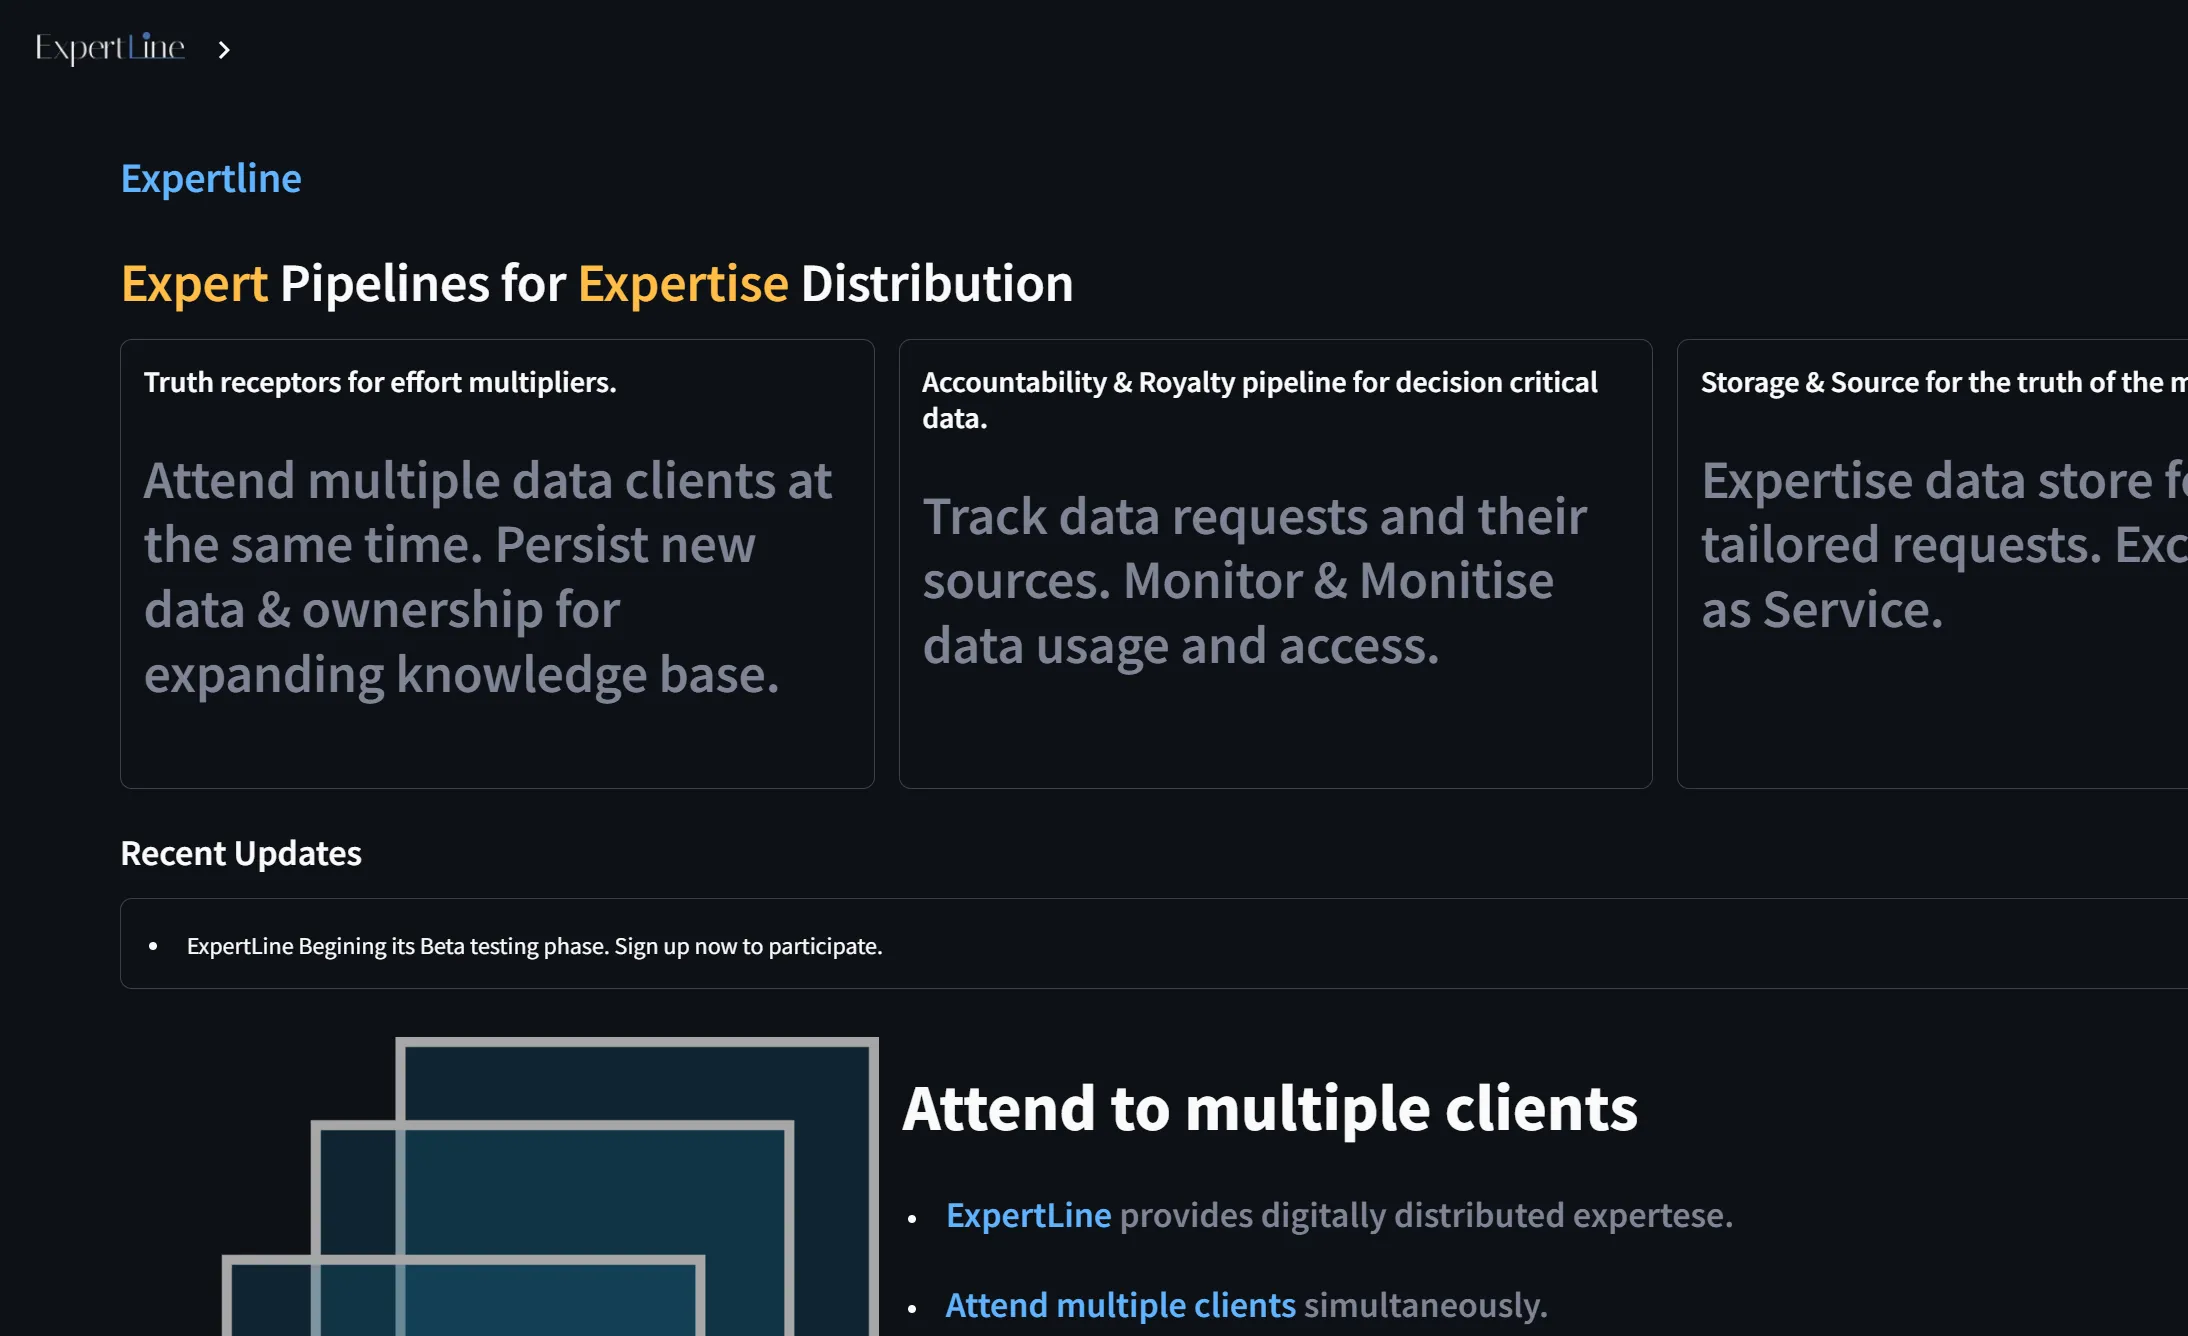 ExpertLine
Expertline
Expert Pipelines for Expertise Distribution
Truth receptors for effort multipliers.
Attend multiple data clients at
the same time. Persist new
data & ownership for
expanding knowledge base.
Accountability & Royalty pipeline for decision critical
data.
Track data requests and their
sources. Monitor & Monitise
data usage and access.
Storage & Source for the truth of the
Expertise data store
tailored requests.
as Service.
Recent Updates
• ExpertLine Begining its Beta testing phase. Sign up now to participate.
Attend to multiple clients
• ExpertLine provides digitally distributed expertese.
• Attend multiple clients simultaneously.